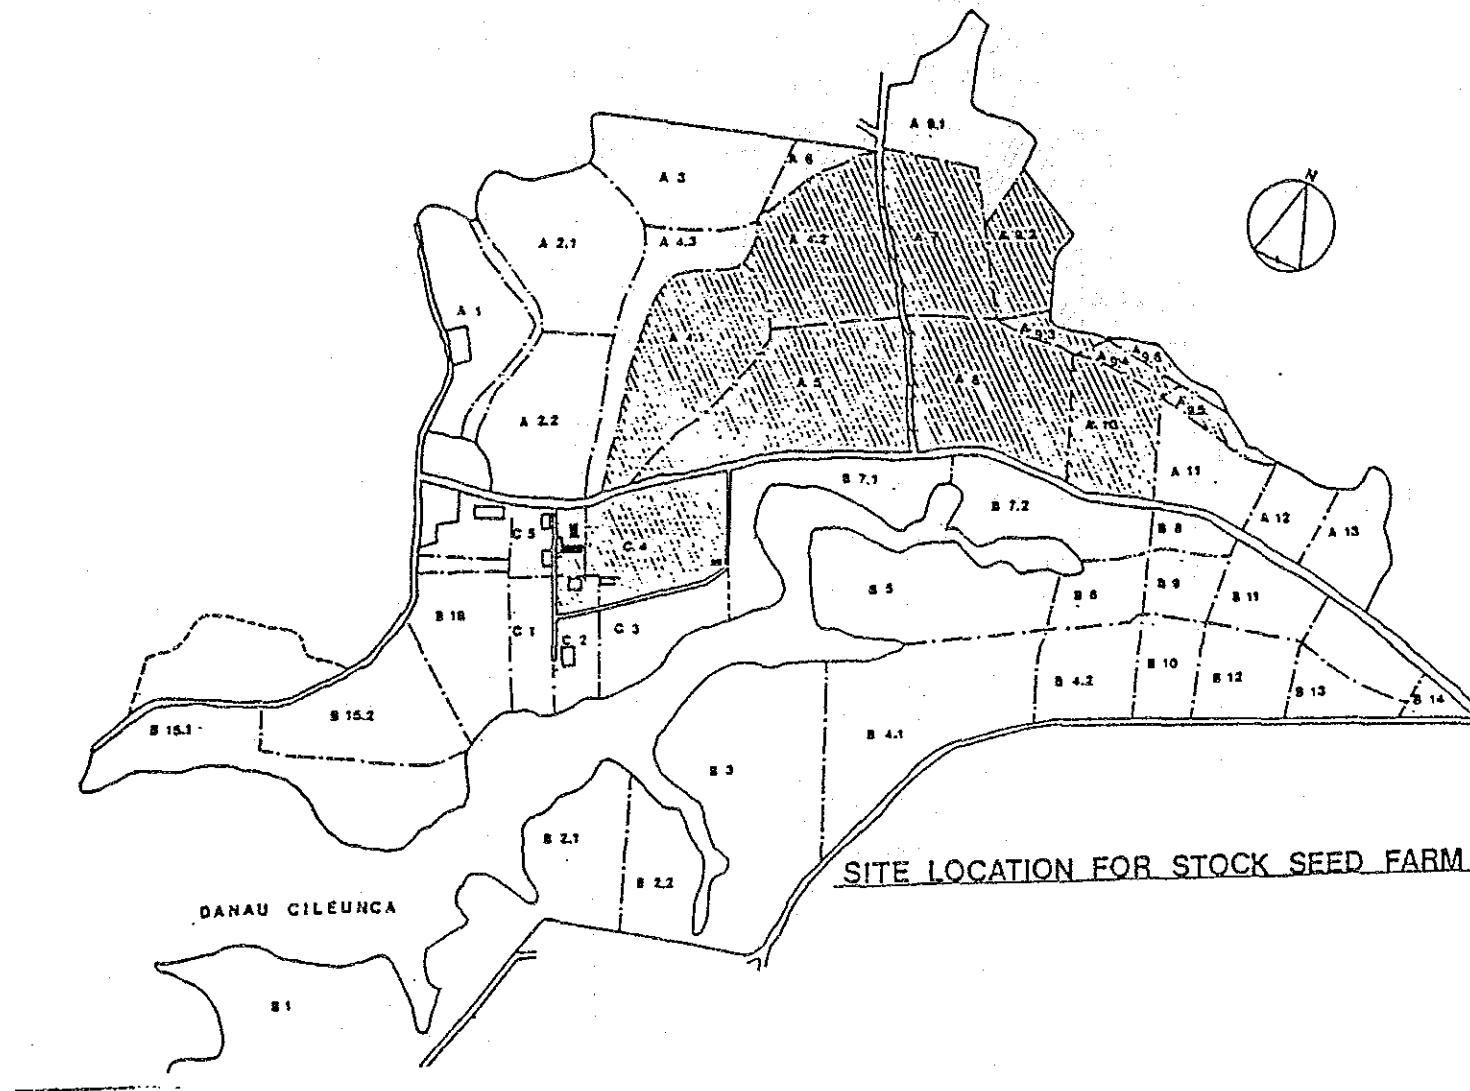 N
A 9.1
A 6
A 3
A 2.1
A 4.3
A 4.2
A 7
A 9.2
A 1
A 4.1
A 9.3
A 9.4
A 9.6
A 5
A 8
A 9.5
A 2.2
A 10
A 11
B 7.1
B 7.2
A 12
A 13
C 5
C 4
B 8
B 5
B 6
B 9
B 11
B 16
C 1
C 2
C 3
B 4.2
B 10
B 12
B 13
B 14
B 15.1
B 15.2
B 4.1
B 3
B 2.1
B 2.2
SITE LOCATION FOR STOCK SEED FARM
DANAU CILEUNCA
B 1